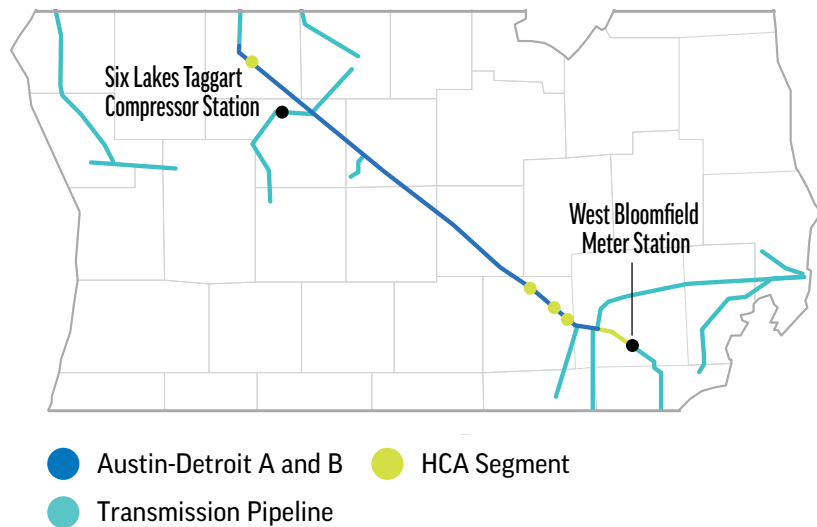 Six Lakes Taggart
Compressor Station
West Bloomfield
Meter Station
Austin-Detroit A and B
HCA Segment
Transmission Pipeline